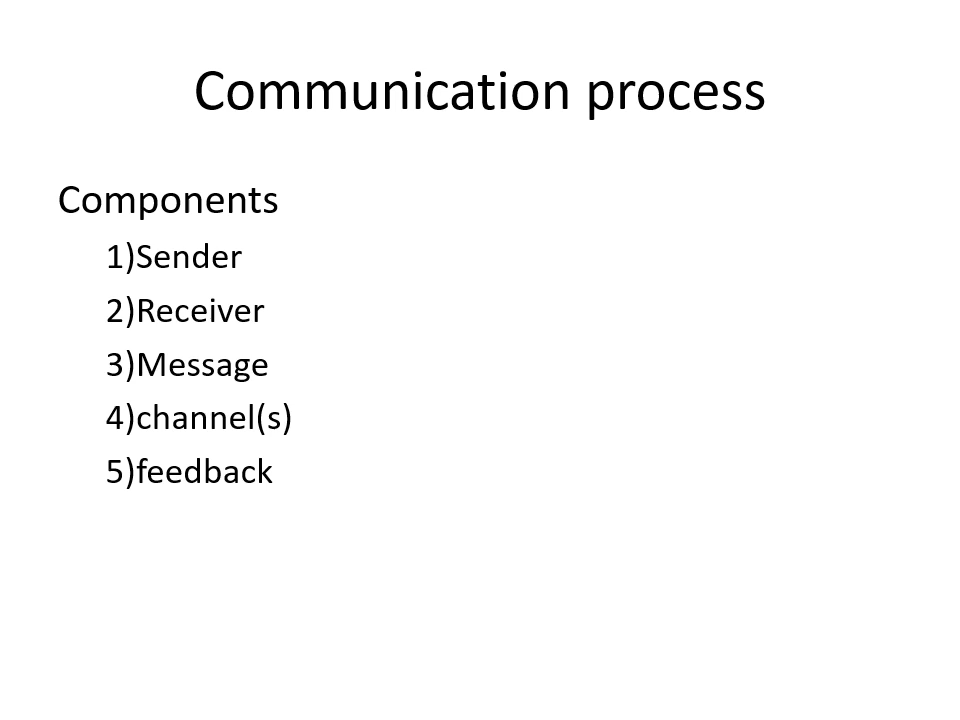 Communication process
Components
1)Sender
2)Receiver
3)Message
4)channel(s)
5)feedback